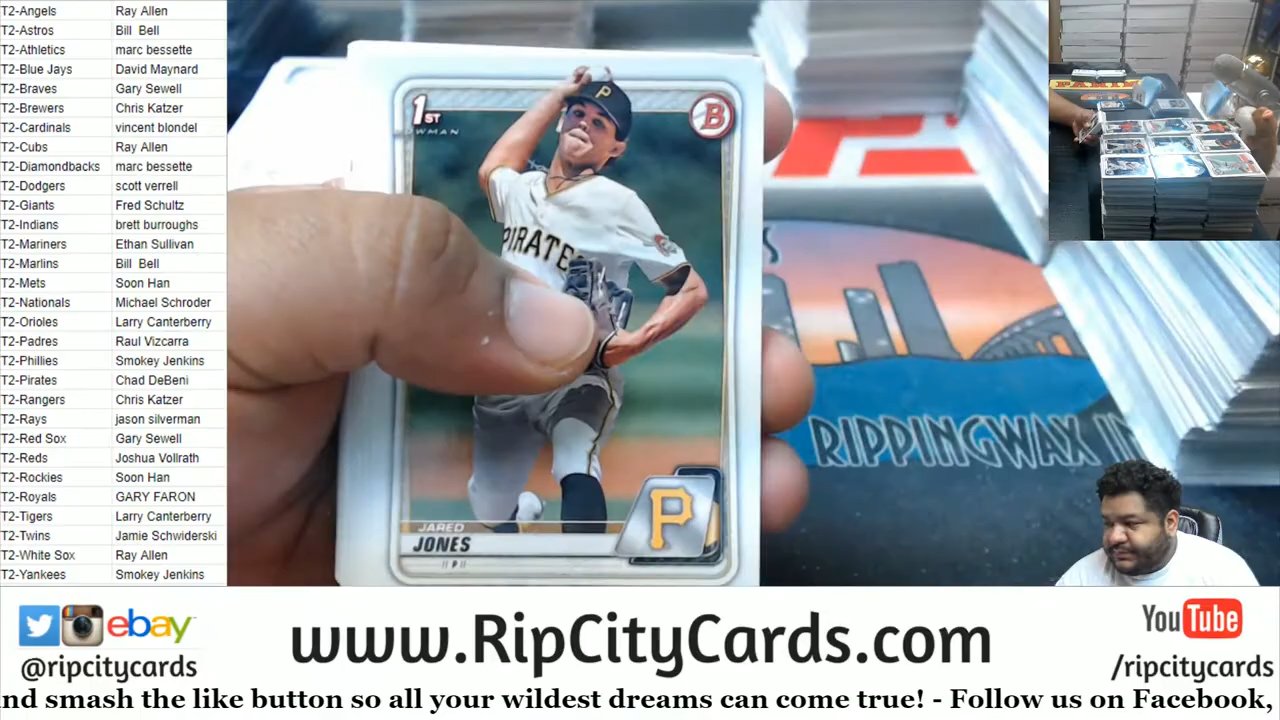 T2-Angels Ray Allen
T2-Astros Bill Bell
T2-Athletics marc bessette
T2-Blue Jays David Maynard
T2-Braves Gary Sewell
T2-Brewers Chris Katzer
T2-Cardinals vincent blondel
T2-Cubs Ray Allen
T2-Diamondbacks marc bessette
T2-Dodgers scott verrell
T2-Giants Fred Schultz
T2-Indians brett burroughs
T2-Mariners Ethan Sullivan
T2-Marlins Bill Bell
T2-Mets Soon Han
T2-Nationals Michael Schroder
T2-Orioles Larry Canterberry
T2-Padres Raul Vizcarra
T2-Phillies Smokey Jenkins
T2-Pirates Chad DeBeni
T2-Rangers Chris Katzer
T2-Rays jason silverman
T2-Red Sox Gary Sewell
T2-Reds Joshua Vollrath
T2-Rockies Soon Han
T2-Royals GARY FARON
T2-Tigers Larry Canterberry
T2-Twins Jamie Schwiderski
T2-White Sox Ray Allen
T2-Yankees Smokey Jenkins
1ST
BOWMAN
B
P
PIRATE
P
JARED
JONES
P
RIPPINGWAX IN
PANINI
ebay
@ripcitycards
www.RipCityCards.com
YouTube
/ripcitycards
nd smash the like button so all your wildest dreams can come true! - Follow us on Facebook,